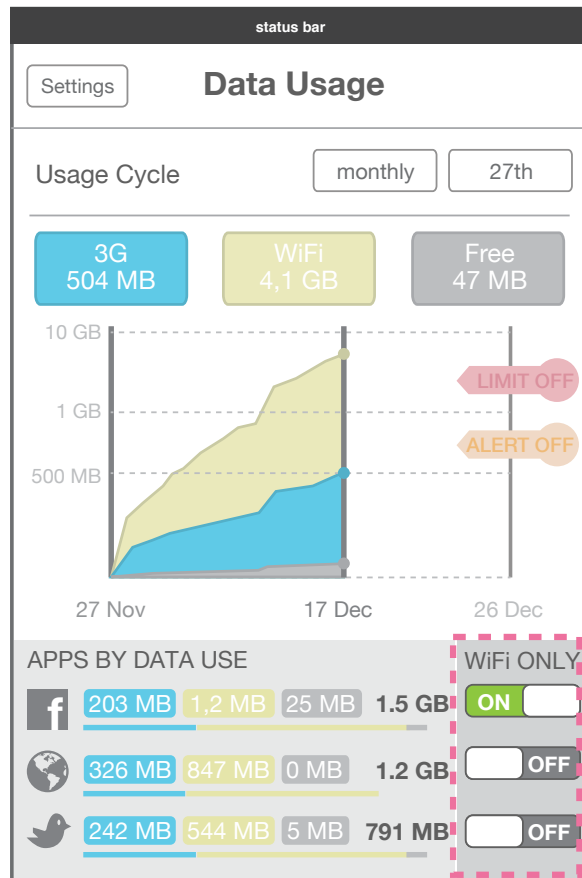 status bar
Settings
Data Usage
Usage Cycle
monthly
27th
3G
504 MB
WiFi
4,1 GB
Free
47 MB
10 GB
LIMIT OFF
1 GB
ALERT OFF
500 MB
27 Nov
17 Dec
26 Dec
APPS BY DATA USE
WiFi ONLY
f
203 MB 1,2 MB 25 MB 1.5 GB
ON
326 MB 847 MB 0 MB 1.2 GB
OFF
242 MB 544 MB 5 MB 791 MB
OFF